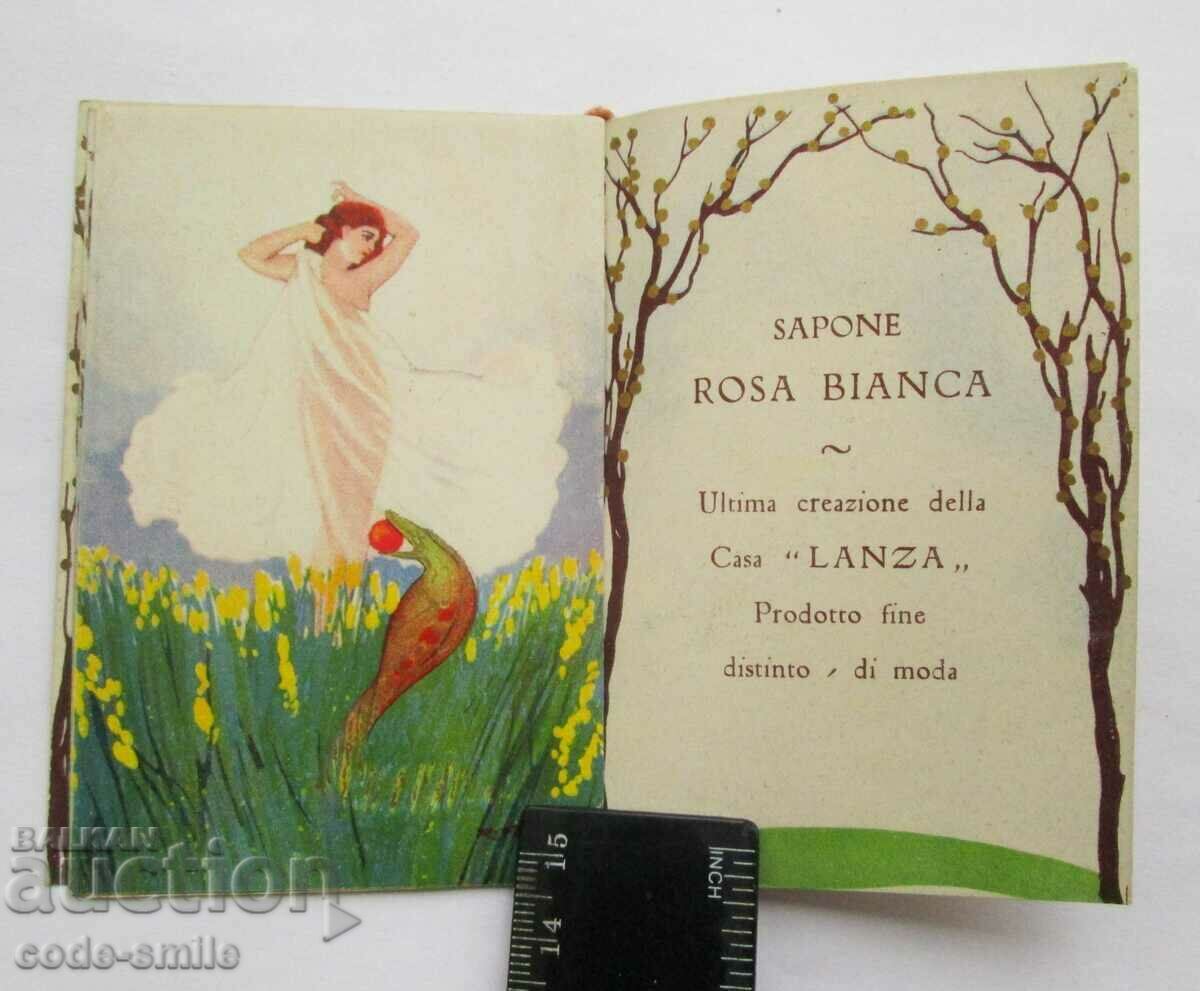 SAPONE
ROSA BIANCA
~
Ultima creazione della
Casa “LANZA„
Prodotto fine
distinto , di moda
BALKAN
auction
code-smile
15
14
INCH